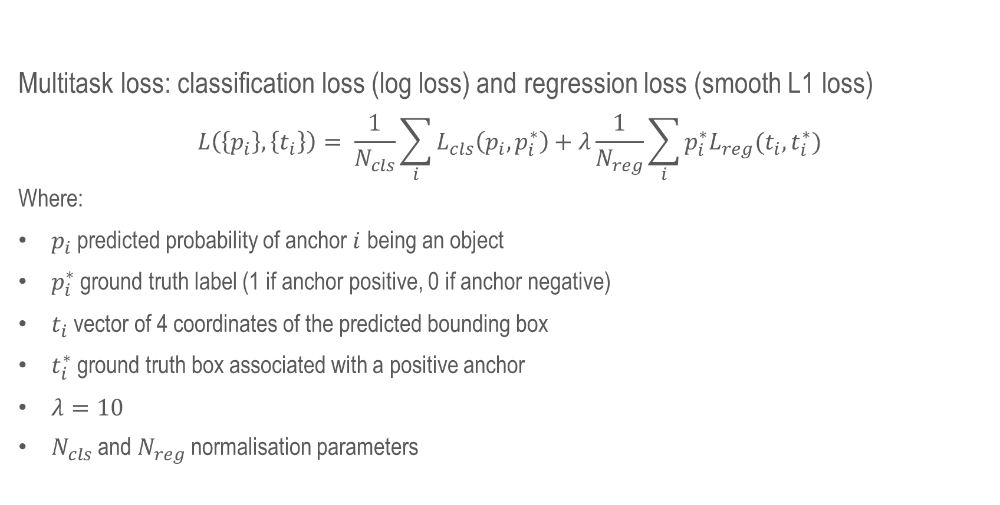 Multitask loss: classification loss (log loss) and regression loss (smooth L1 loss)
$L(\{p_i\},\{t_i\}) = \frac{1}{N_{cls}} \sum_i L_{cls}(p_i, p_i^*) + \lambda \frac{1}{N_{reg}} \sum_i p_i^* L_{reg}(t_i, t_i^*)$
Where:
• $p_i$ predicted probability of anchor $i$ being an object
• $p_i^*$ ground truth label (1 if anchor positive, 0 if anchor negative)
• $t_i$ vector of 4 coordinates of the predicted bounding box
• $t_i^*$ ground truth box associated with a positive anchor
• $\lambda = 10$
• $N_{cls}$ and $N_{reg}$ normalisation parameters